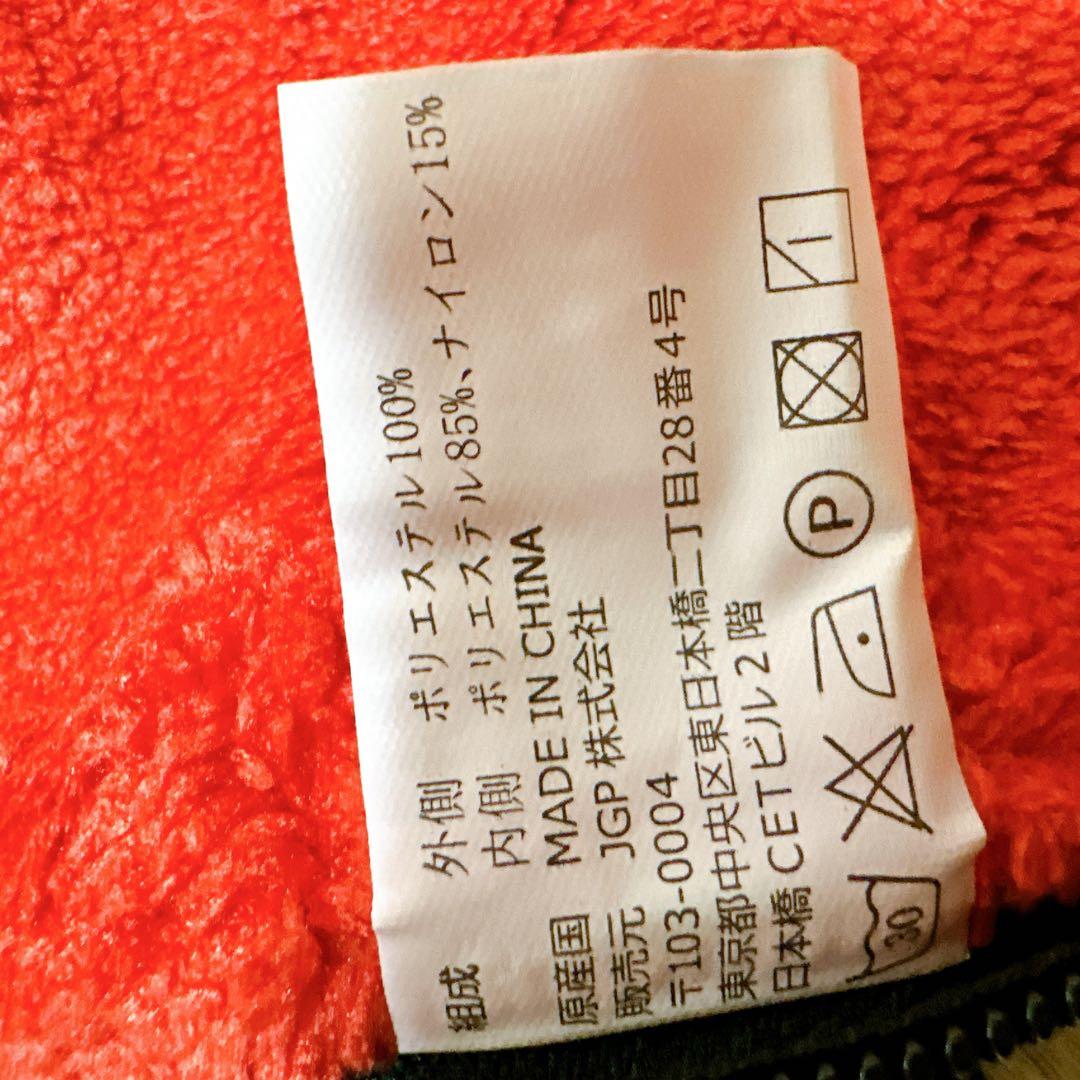 組成 外側 ポリエステル100%
内側 ポリエステル85%、ナイロン15%
原産国 MADE IN CHINA
販売元 JGP 株式会社
〒103-0004
東京都中央区東日本橋二丁目28番4号
日本橋 CETビル2階
30 P